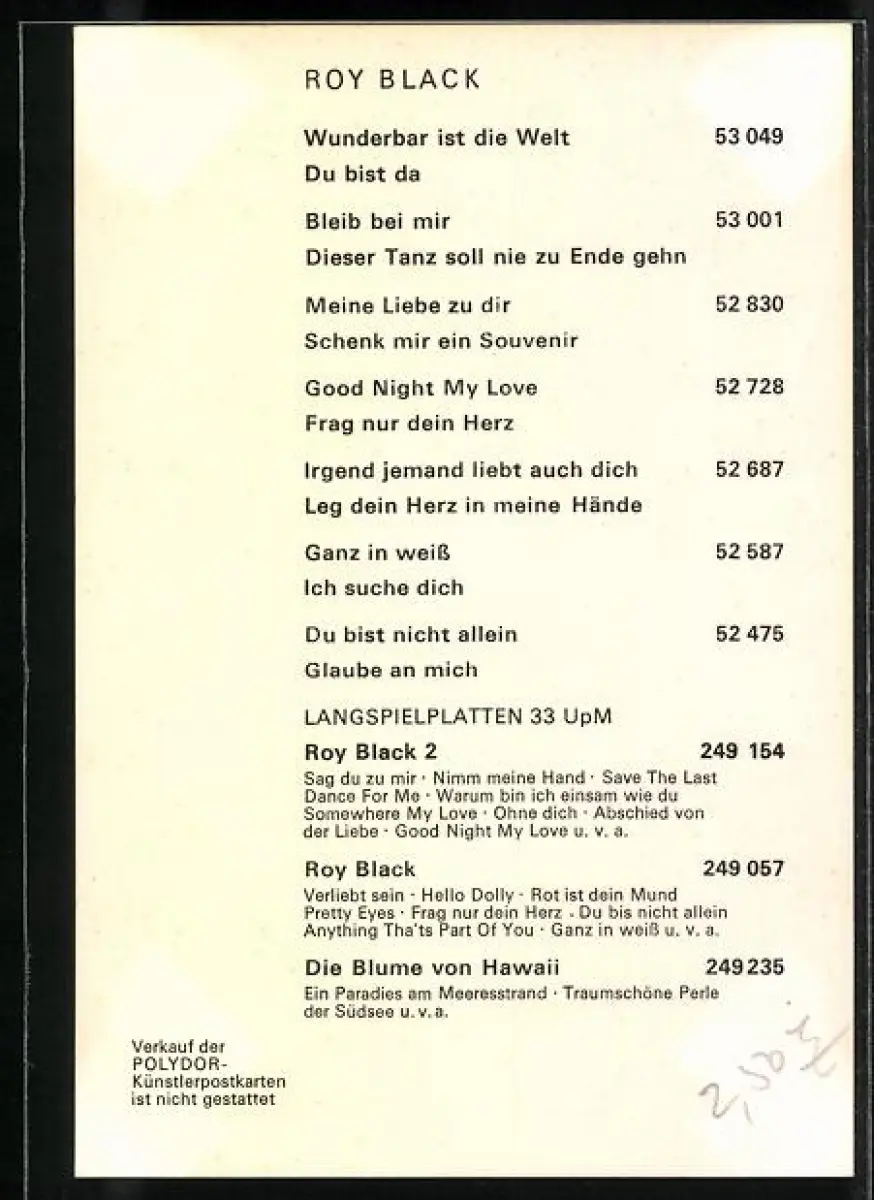 ROY BLACK
Wunderbar ist die Welt 53 049
Du bist da
Bleib bei mir 53 001
Dieser Tanz soll nie zu Ende gehn
Meine Liebe zu dir 52 830
Schenk mir ein Souvenir
Good Night My Love 52 728
Frag nur dein Herz
Irgend jemand liebt auch dich 52 687
Leg dein Herz in meine Hände
Ganz in weiß 52 587
Ich suche dich
Du bist nicht allein 52 475
Glaube an mich
LANGSPIELPLATTEN 33 UpM
Roy Black 2 249 154
Sag du zu mir · Nimm meine Hand · Save The Last
Dance For Me · Warum bin ich einsam wie du
Somewhere My Love · Ohne dich · Abschied von
der Liebe · Good Night My Love u. v. a.
Roy Black 249 057
Verliebt sein · Hello Dolly · Rot ist dein Mund
Pretty Eyes · Frag nur dein Herz · Du bis nicht allein
Anything Tha'ts Part Of You · Ganz in weiß u. v. a.
Die Blume von Hawaii 249235
Ein Paradies am Meeresstrand · Traumschöne Perle
der Südsee u. v. a.
Verkauf der
POLYDOR-
Künstlerpostkarten
ist nicht gestattet
2,50